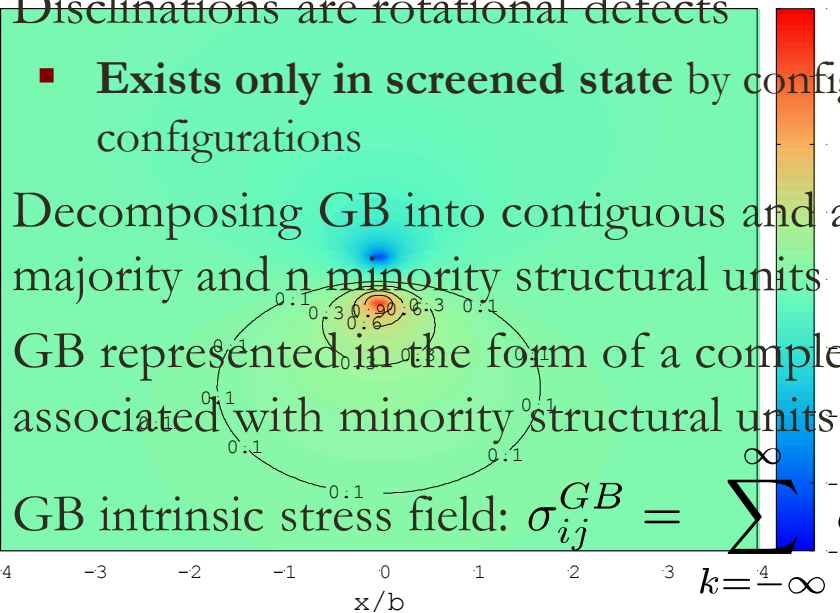 Disclinations are rotational defects
Exists only in screened state by
configurations
Decomposing GB into contiguous and
majority and n minority structural units
0.1 0.3 0.9 0.6 0.3 0.1
0.6
0.3 0.3
GB represented in the form of a
0.1 0.1
0.1 0.1
associated with minority structural units
0.1
0.1 0.1
0.1
GB intrinsic stress field: σ_{ij}^{GB} = ∑_{k=-∞}^{∞}
-3 -2 -1 0 1 2 3 4
x/b